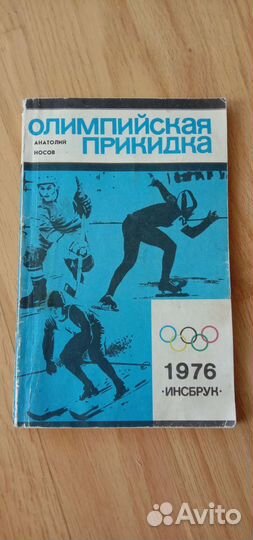 ОЛИМПИЙСКАЯ
АНАТОЛИЙ ПРИКИДКА
НОСОВ
1976
·ИНСБРУК·
Avito